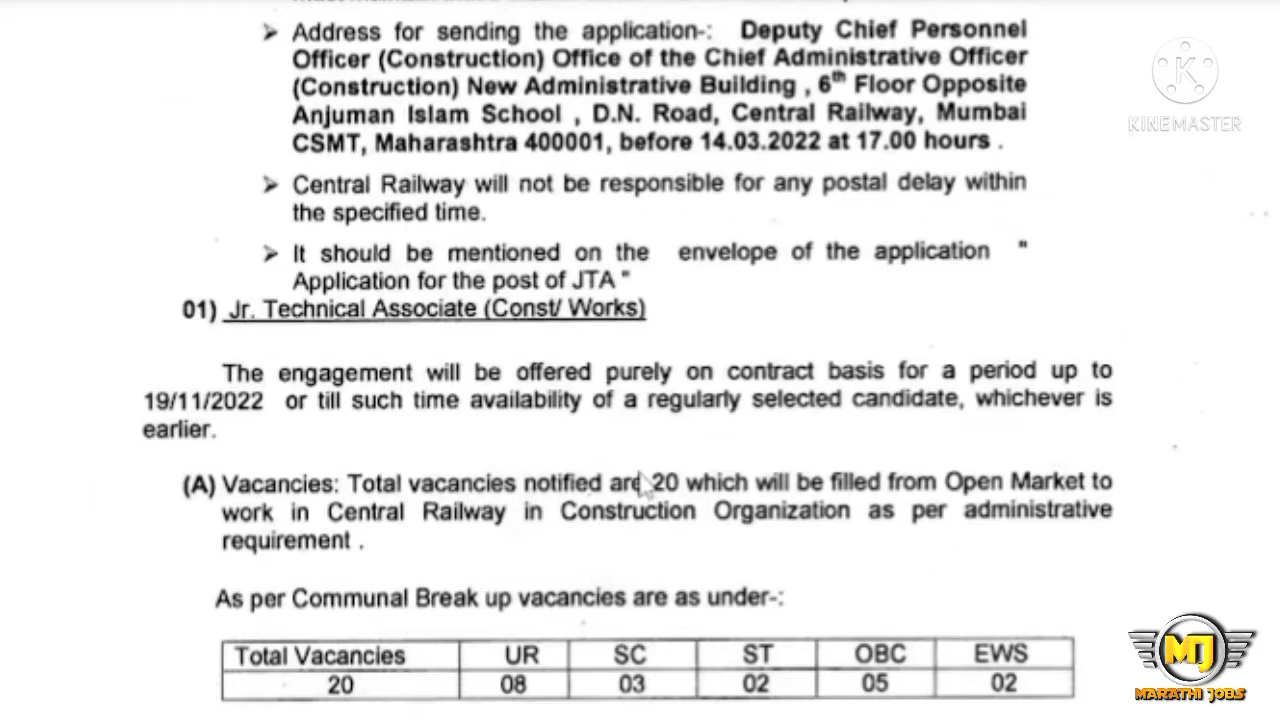 ➢ Address for sending the application-: Deputy Chief Personnel
Officer (Construction) Office of the Chief Administrative Officer
(Construction) New Administrative Building , 6th Floor Opposite
Anjuman Islam School , D.N. Road, Central Railway, Mumbai
CSMT, Maharashtra 400001, before 14.03.2022 at 17.00 hours .
➢ Central Railway will not be responsible for any postal delay within
the specified time.
➢ It should be mentioned on the envelope of the application "
Application for the post of JTA "
01) Jr. Technical Associate (Const/ Works)
The engagement will be offered purely on contract basis for a period up to
19/11/2022 or till such time availability of a regularly selected candidate, whichever is
earlier.
(A) Vacancies: Total vacancies notified are 20 which will be filled from Open Market to
work in Central Railway in Construction Organization as per administrative
requirement .
As per Communal Break up vacancies are as under-:
Total Vacancies UR SC ST OBC EWS
20 08 03 02 05 02
K
KINEMASTER
MJ
MARATHI JOBS